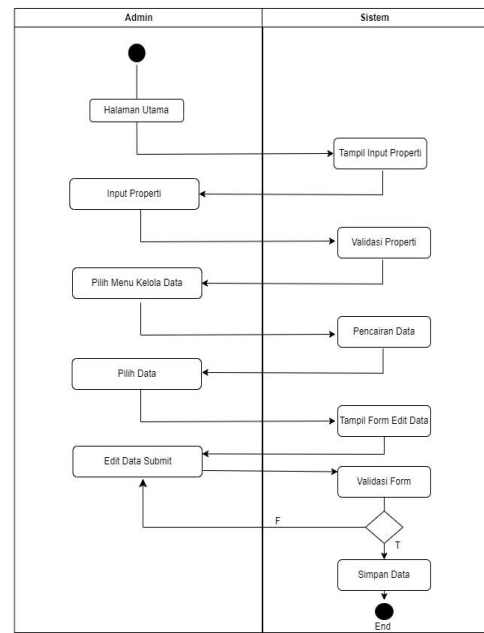 Admin
Sistem
Halaman Utama
Tampil Input Properti
Input Properti
Validasi Properti
Pilih Menu Kelola Data
Pencairan Data
Pilih Data
Tampil Form Edit Data
Edit Data Submit
Validasi Form
F
T
Simpan Data
End